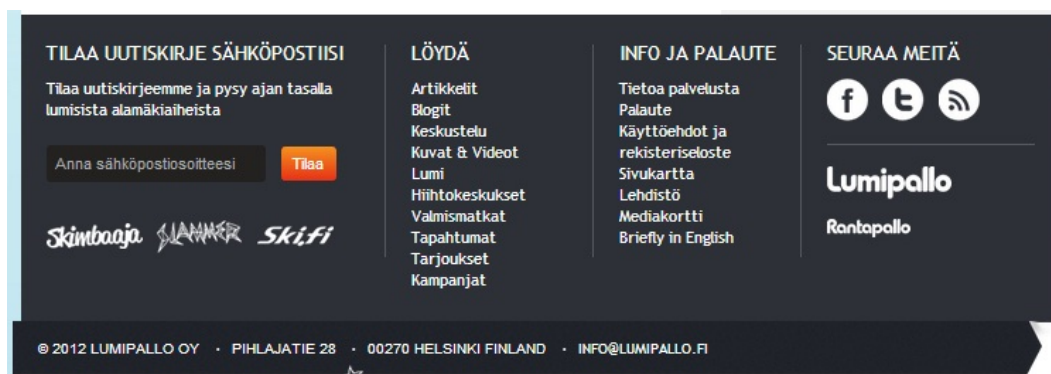 TILAA UUTISKIRJE SÄHKÖPOSTIISI
Tilaa uutiskirjeemme ja pysy ajan tasalla
lumisista alamäkiaiheista
Anna sähköpostiosoitteesi
Tilaa
Skimbaaja SLAMMER Skifi
LÖYDÄ
Artikkelit
Blogit
Keskustelu
Kuvat & Videot
Lumi
Hiihtokeskukset
Valmismatkat
Tapahtumat
Tarjoukset
Kampanjat
INFO JA PALAUTE
Tietoa palvelusta
Palaute
Käyttöehdot ja
rekisteriseloste
Sivukartta
Lehdistö
Mediakortti
Briefly in English
SEURAA MEITÄ
Lumipallo
Rantapallo
© 2012 LUMIPALLO OY · PIHLAJATIE 28 · 00270 HELSINKI FINLAND · INFO@LUMIPALLO.FI